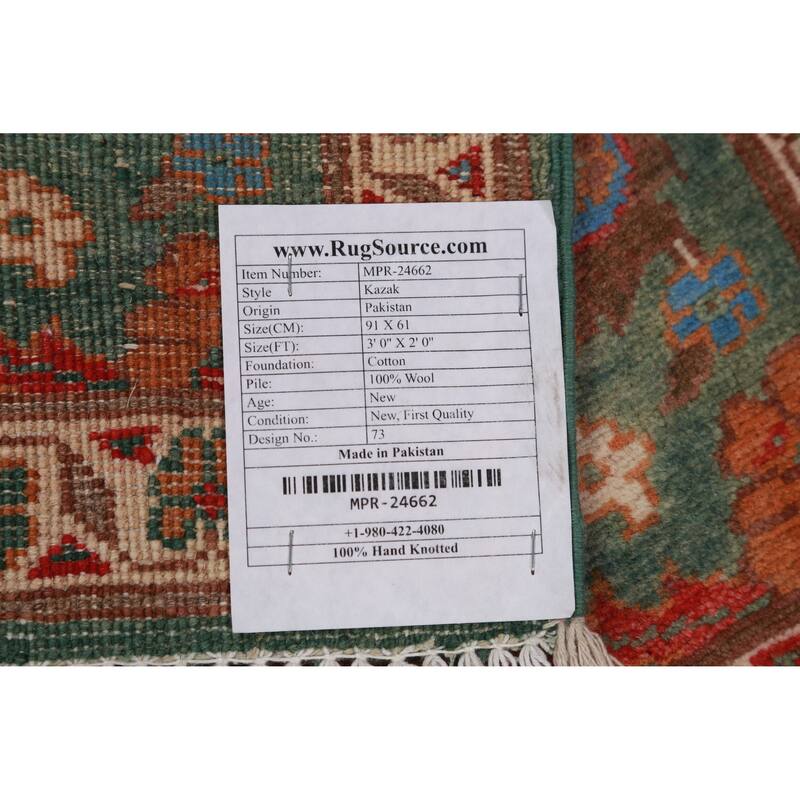 www.RugSource.com
Item Number: MPR-24662
Style Kazak
Origin Pakistan
Size(CM): 91 X 61
Size(FT): 3' 0" X 2' 0"
Foundation: Cotton
Pile: 100% Wool
Age: New
Condition: New, First Quality
Design No.: 73
Made in Pakistan
MPR-24662
+1-980-422-4080
100% Hand Knotted